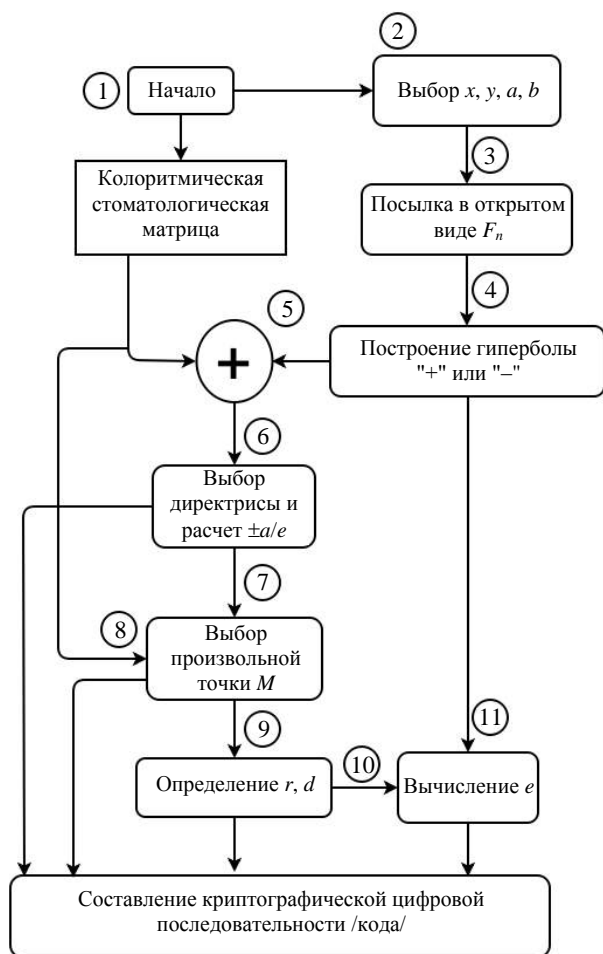 2
1
Начало
Выбор x, y, a, b
3
Колоритмическая
стоматологическая
матрица
Посылка в открытом
виде Fn
4
5
+
Построение гиперболы
"+" или "–"
6
Выбор
директрисы и
расчет ±a/e
7
8
Выбор
произвольной
точки M
9
11
Определение r, d
10
Вычисление e
Составление криптографической цифровой
последовательности /кода/